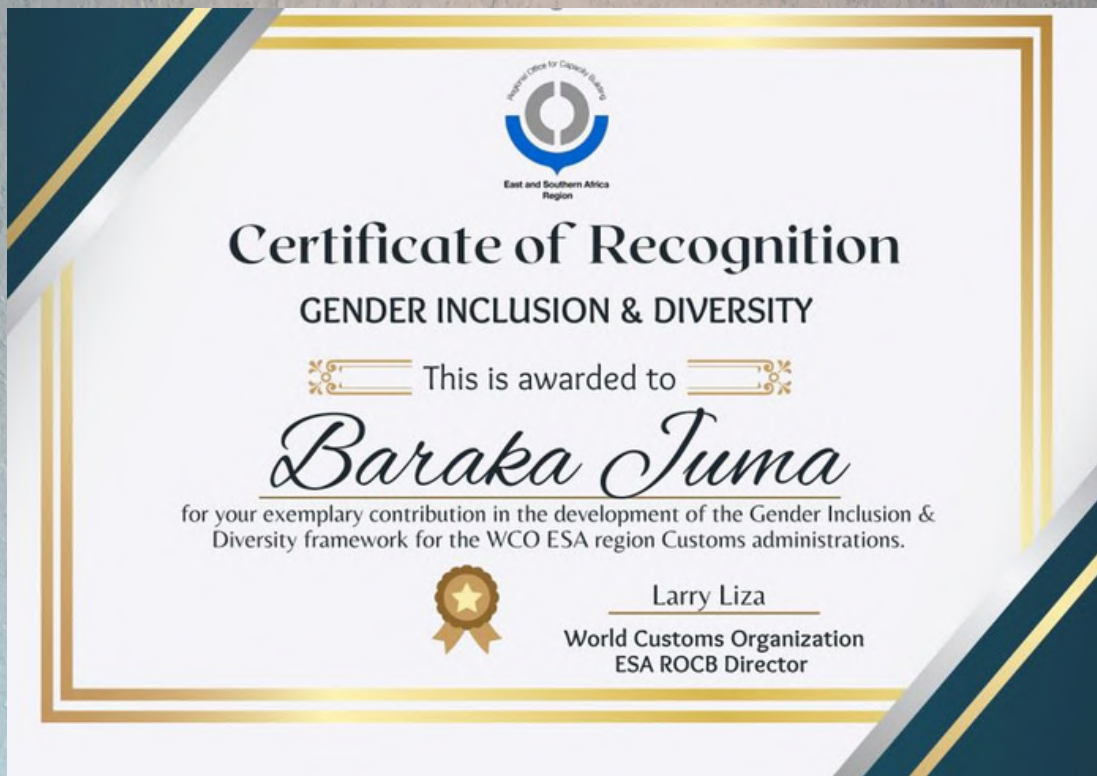 Regional Office for Capacity Building
East and Southern Africa
Region
Certificate of Recognition
GENDER INCLUSION & DIVERSITY
This is awarded to
Baraka Juma
for your exemplary contribution in the development of the Gender Inclusion &
Diversity framework for the WCO ESA region Customs administrations.
Larry Liza
World Customs Organization
ESA ROCB Director